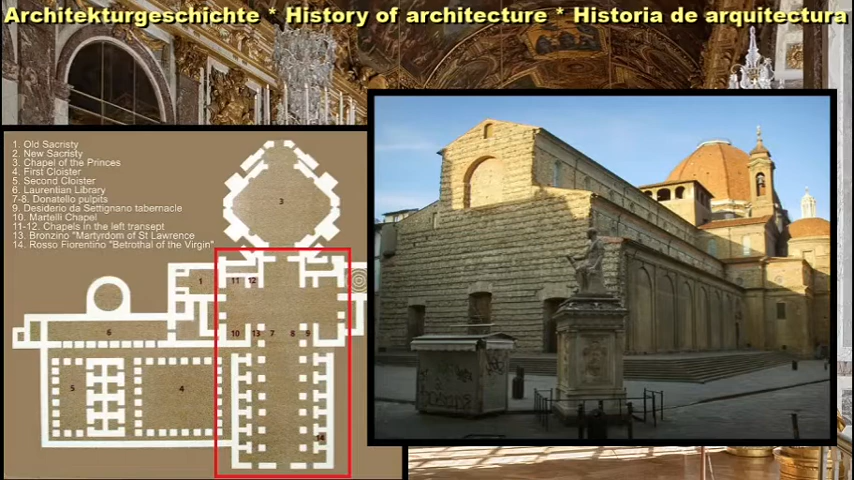 Architekturgeschichte * History of architecture * Historia de arquitectura
1. Old Sacristy
2. New Sacristy
3. Chapel of the Princes
4. First Cloister
5. Second Cloister
6. Laurentian Library
7-8. Donatello pulpits
9. Desiderio da Settignano tabernacle
10. Martelli Chapel
11-12. Chapels in the left transept
13. Bronzino "Martyrdom of St Lawrence
14. Rosso Fiorentino "Betrothal of the Virgin"
3
1
11 12
6
10 13 7 8 9
5
4
14